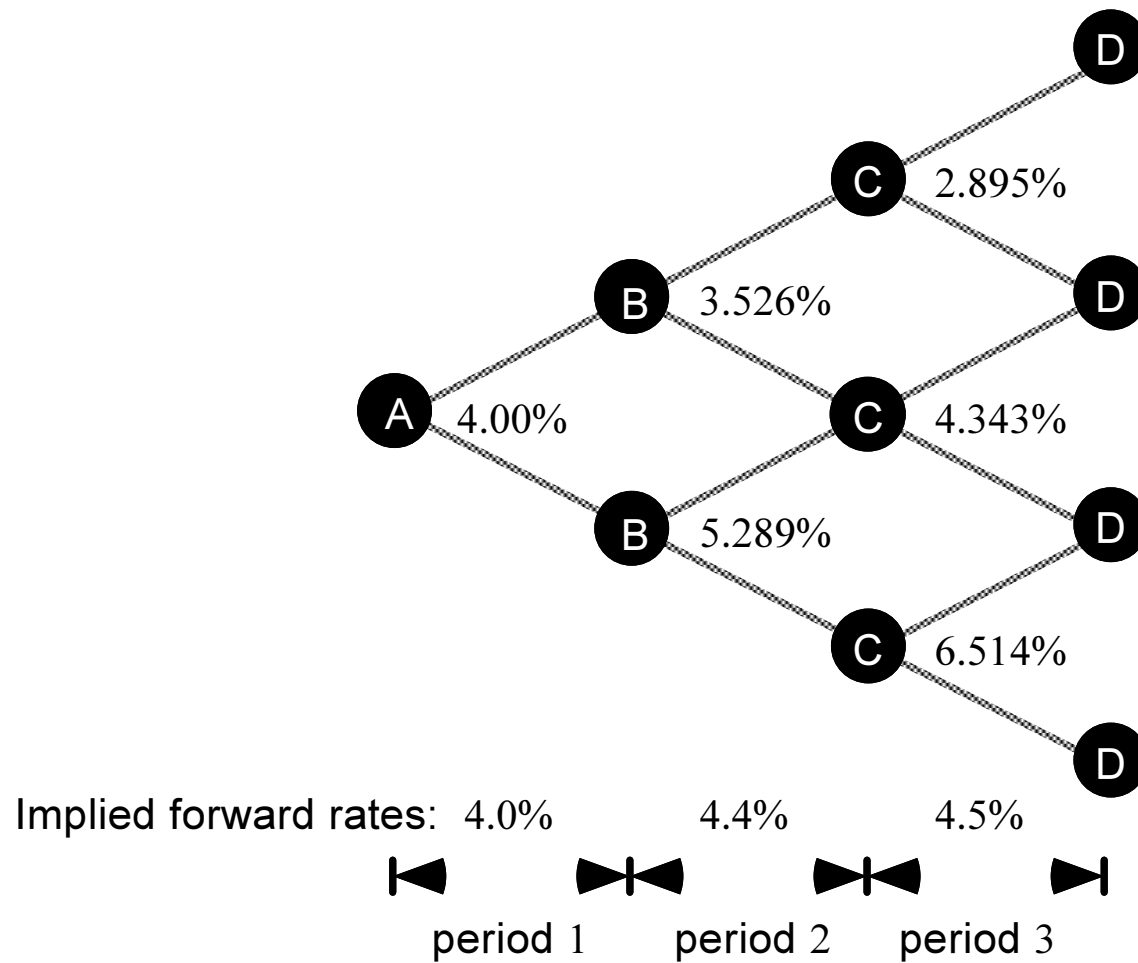 D
C 2.895%
B 3.526% D
A 4.00% C 4.343%
B 5.289% D
C 6.514%
D
Implied forward rates: 4.0% 4.4% 4.5%
period 1 period 2 period 3